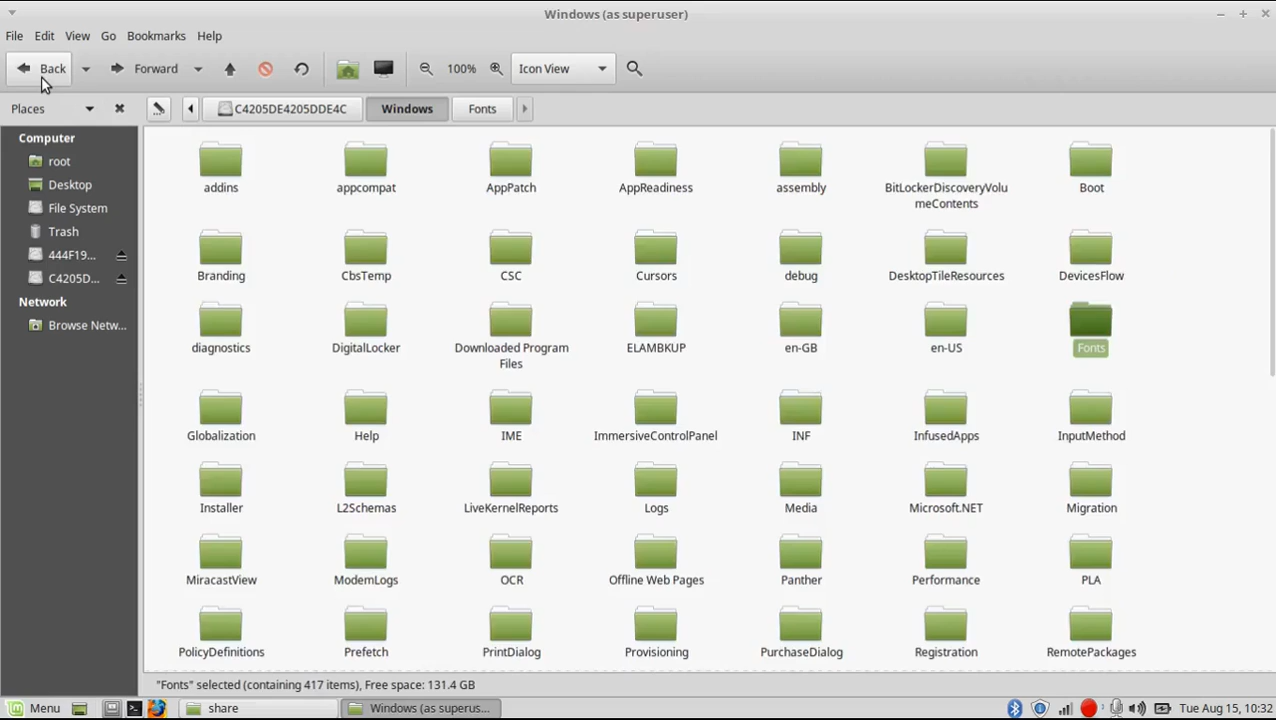 Windows (as superuser)
File Edit View Go Bookmarks Help
Back Forward 100% Icon View
Places C4205DE4205DDE4C Windows Fonts
Computer
root
Desktop
File System
Trash
444F19...
C4205D...
Network
Browse Netw...
addins appcompat AppPatch AppReadiness assembly BitLockerDiscoveryVolu Boot
meContents
Branding CbsTemp CSC Cursors debug DesktopTileResources DevicesFlow
diagnostics DigitalLocker Downloaded Program ELAMBKUP en-GB en-US Fonts
Files
Globalization Help IME ImmersiveControlPanel INF InfusedApps InputMethod
Installer L2Schemas LiveKernelReports Logs Media Microsoft.NET Migration
MiracastView ModemLogs OCR Offline Web Pages Panther Performance PLA
PolicyDefinitions Prefetch PrintDialog Provisioning PurchaseDialog Registration RemotePackages
"Fonts" selected (containing 417 items), Free space: 131.4 GB
Menu share Windows (as superus... Tue Aug 15, 10:32